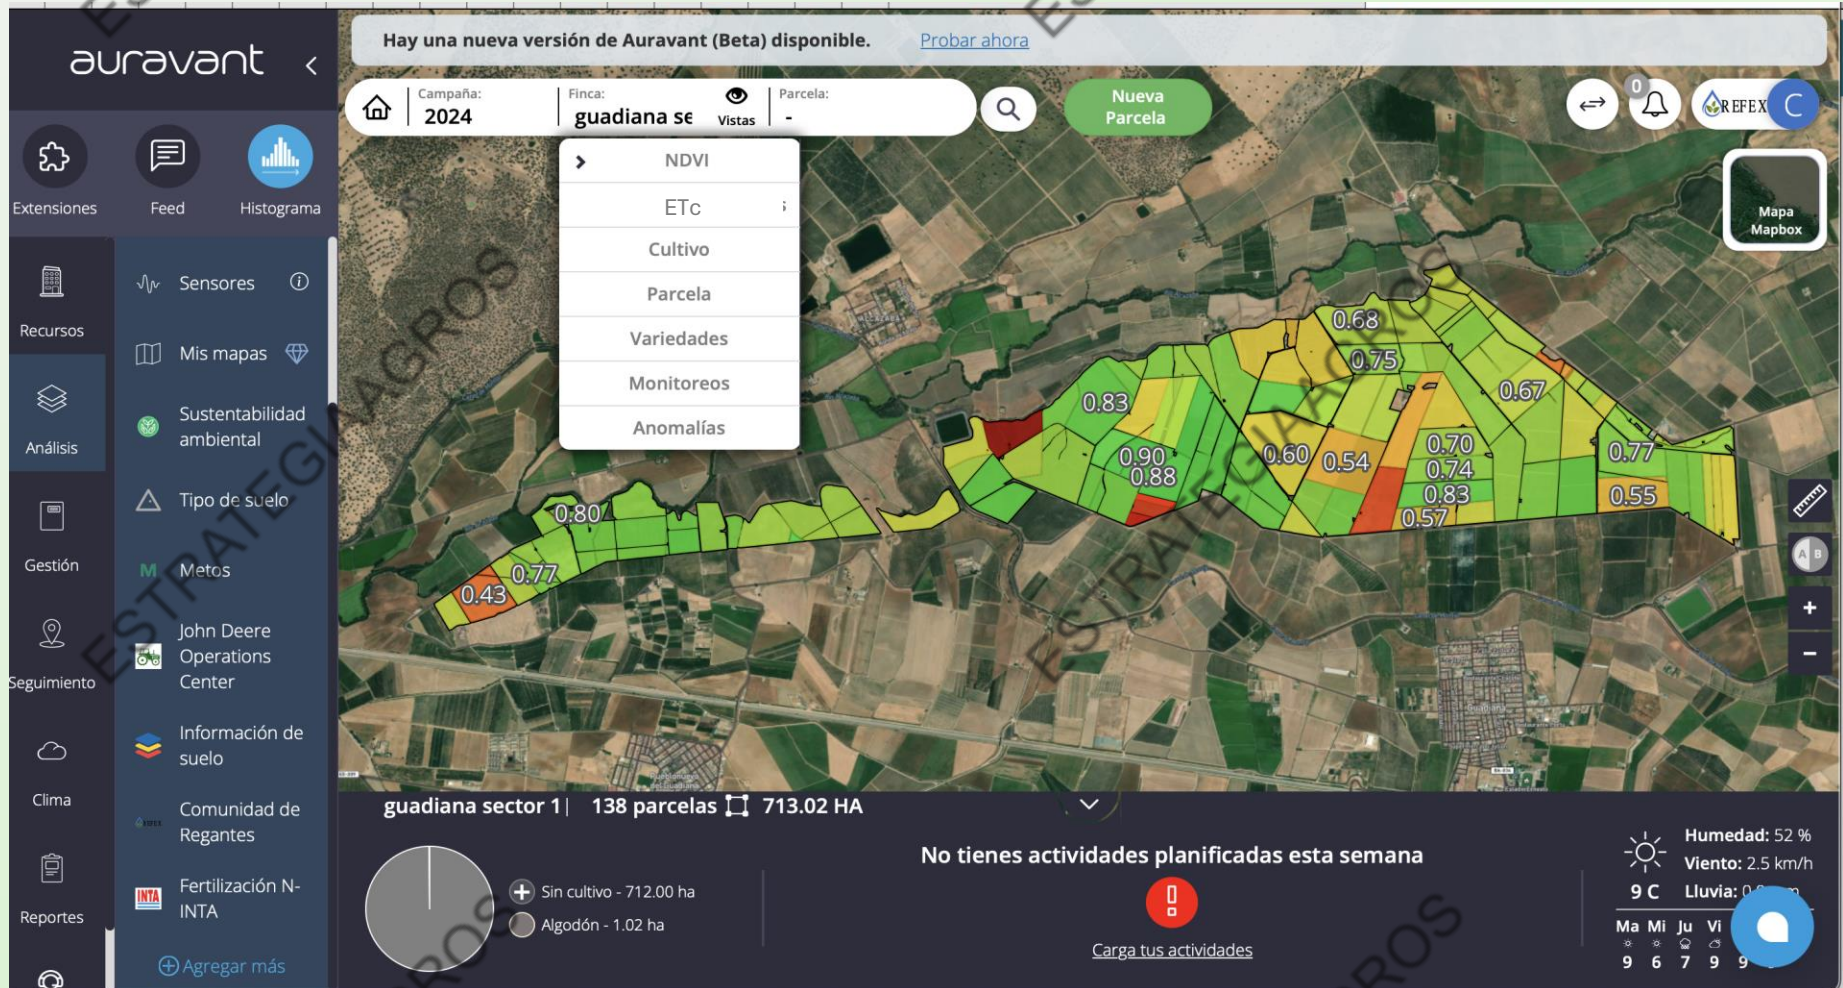 auravant
Hay una nueva versión de Auravant (Beta) disponible. Probar ahora
Campaña:
2024
Finca:
guadiana se
Vistas
Parcela:
-
Nueva
Parcela
0
REFEX
C
Extensiones
Feed
Histograma
NDVI
ETc
Cultivo
Parcela
Variedades
Monitoreos
Anomalías
Mapa
Mapbox
Recursos
Análisis
Gestión
Seguimiento
Clima
Reportes
Sensores
Mis mapas
Sustentabilidad
ambiental
Tipo de suelo
M Metos
John Deere
Operations
Center
Información de
suelo
Comunidad de
Regantes
INTA
Fertilización N-
INTA
Agregar más
0.68
0.75
0.67
0.83
0.90
0.88
0.60
0.54
0.70
0.74
0.83
0.57
0.77
0.55
0.80
0.77
0.43
A B
+
-
ESTRATEGIAAGROS
ESTRATEGIAAGROS
guadiana sector 1| 138 parcelas 713.02 HA
Sin cultivo - 712.00 ha
Algodón - 1.02 ha
No tienes actividades planificadas esta semana
Carga tus actividades
Humedad: 52 %
Viento: 2.5 km/h
9 C Lluvia:
Ma Mi Ju Vi
9 6 7 9 9